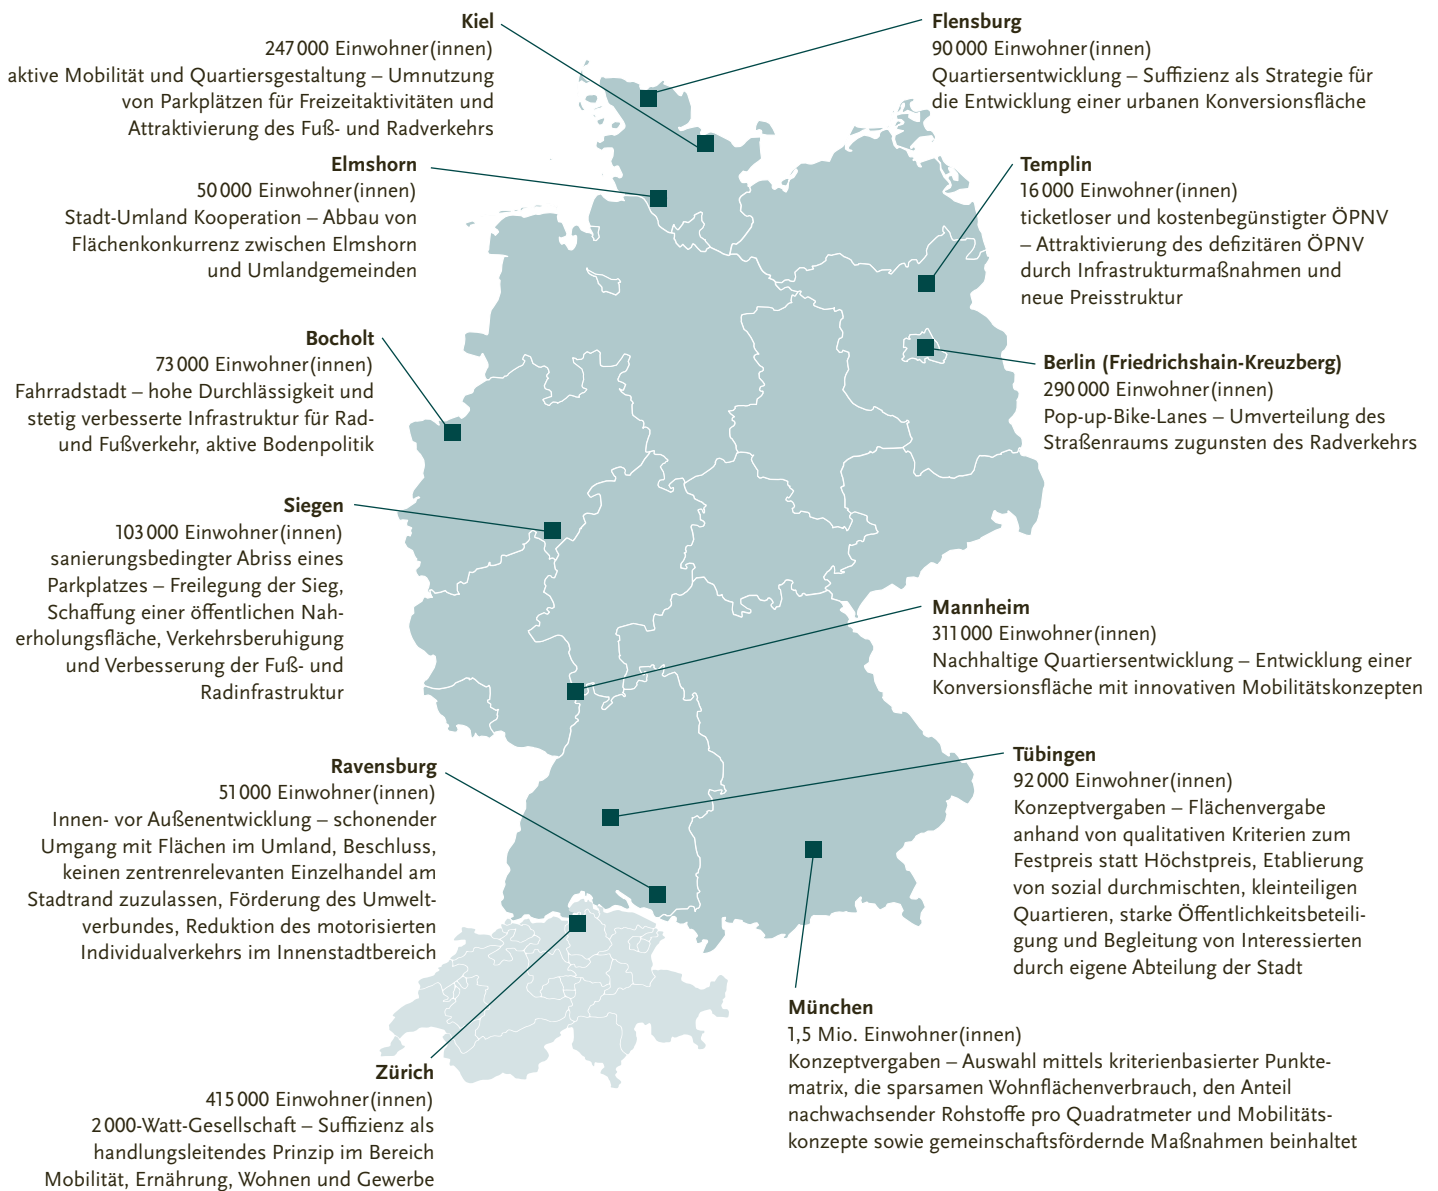 Kiel
247 000 Einwohner(innen)
aktive Mobilität und Quartiersgestaltung – Umnutzung
von Parkplätzen für Freizeitaktivitäten und
Attraktivierung des Fuß- und Radverkehrs
Elmshorn
50 000 Einwohner(innen)
Stadt-Umland Kooperation – Abbau von
Flächenkonkurrenz zwischen Elmshorn
und Umlandgemeinden
Bocholt
73 000 Einwohner(innen)
Fahrradstadt – hohe Durchlässigkeit und
stetig verbesserte Infrastruktur für Rad-
und Fußverkehr, aktive Bodenpolitik
Siegen
103 000 Einwohner(innen)
sanierungsbedingter Abriss eines
Parkplatzes – Freilegung der Sieg,
Schaffung einer öffentlichen Nah-
erholungsfläche, Verkehrsberuhigung
und Verbesserung der Fuß- und
Radinfrastruktur
Ravensburg
51 000 Einwohner(innen)
Innen- vor Außenentwicklung – schonender
Umgang mit Flächen im Umland, Beschluss,
keinen zentrenrelevanten Einzelhandel am
Stadtrand zuzulassen, Förderung des Umwelt-
verbundes, Reduktion des motorisierten
Individualverkehrs im Innenstadtbereich
Zürich
415 000 Einwohner(innen)
2 000-Watt-Gesellschaft – Suffizienz als
handlungsleitendes Prinzip im Bereich
Mobilität, Ernährung, Wohnen und Gewerbe
Flensburg
90 000 Einwohner(innen)
Quartiersentwicklung – Suffizienz als Strategie für
die Entwicklung einer urbanen Konversionsfläche
Templin
16 000 Einwohner(innen)
ticketloser und kostenbegünstigter ÖPNV
– Attraktivierung des defizitären ÖPNV
durch Infrastrukturmaßnahmen und
neue Preisstruktur
Berlin (Friedrichshain-Kreuzberg)
290 000 Einwohner(innen)
Pop-up-Bike-Lanes – Umverteilung des
Straßenraums zugunsten des Radverkehrs
Mannheim
311 000 Einwohner(innen)
Nachhaltige Quartiersentwicklung – Entwicklung einer
Konversionsfläche mit innovativen Mobilitätskonzepten
Tübingen
92 000 Einwohner(innen)
Konzeptvergaben – Flächenvergabe
anhand von qualitativen Kriterien zum
Festpreis statt Höchstpreis, Etablierung
von sozial durchmischten, kleinteiligen
Quartieren, starke Öffentlichkeitsbeteili-
gung und Begleitung von Interessierten
durch eigene Abteilung der Stadt
München
1,5 Mio. Einwohner(innen)
Konzeptvergaben – Auswahl mittels kriterienbasierter Punkte-
matrix, die sparsamen Wohnflächenverbrauch, den Anteil
nachwachsender Rohstoffe pro Quadratmeter und Mobilitäts-
konzepte sowie gemeinschaftsfördernde Maßnahmen beinhaltet